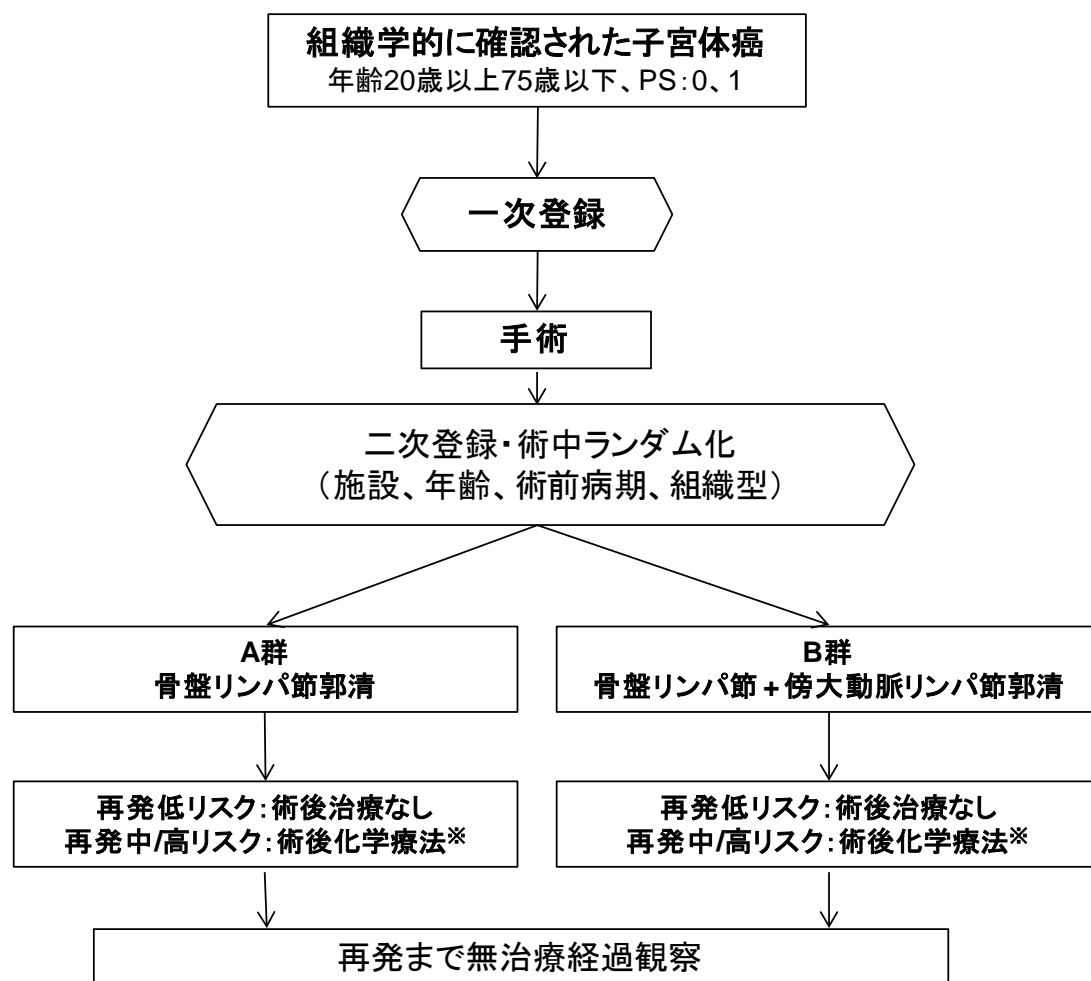 組織学的に確認された子宮体癌
年齢20歳以上75歳以下、PS:0、1
一次登録
手術
二次登録・術中ランダム化
（施設、年齢、術前病期、組織型）
A群
骨盤リンパ節郭清
B群
骨盤リンパ節+傍大動脈リンパ節郭清
再発低リスク:術後治療なし
再発中/高リスク:術後化学療法※
再発低リスク:術後治療なし
再発中/高リスク:術後化学療法※
再発まで無治療経過観察